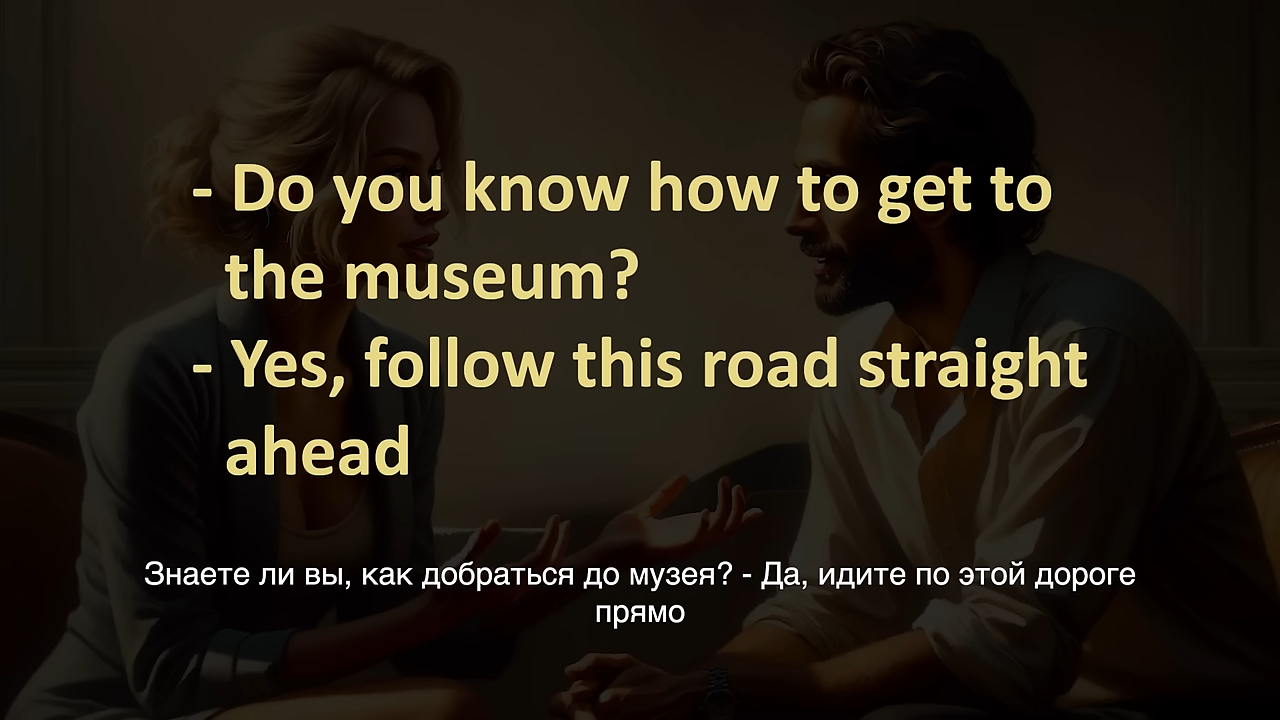 - Do you know how to get to
the museum?
- Yes, follow this road straight
ahead
Знаете ли вы, как добраться до музея? - Да, идите по этой дороге
прямо